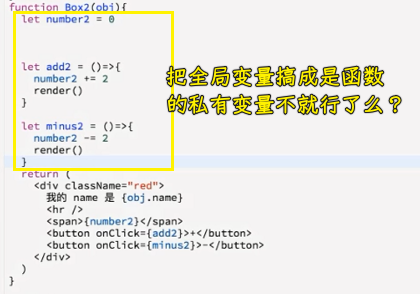 function Box2(obj){
let number2 = 0
let add2 = ()=>{
number2 += 2
render()
}
把全局变量搞成是函数
的私有变量不就行了么？
let minus2 = ()=>{
number2 -= 2
render()
}
return (
<div className="red">
我的 name 是 {obj.name}
<hr />
<span>{number2}</span>
<button onClick={add2}>+</button>
<button onClick={minus2}>-</button>
</div>
)
}